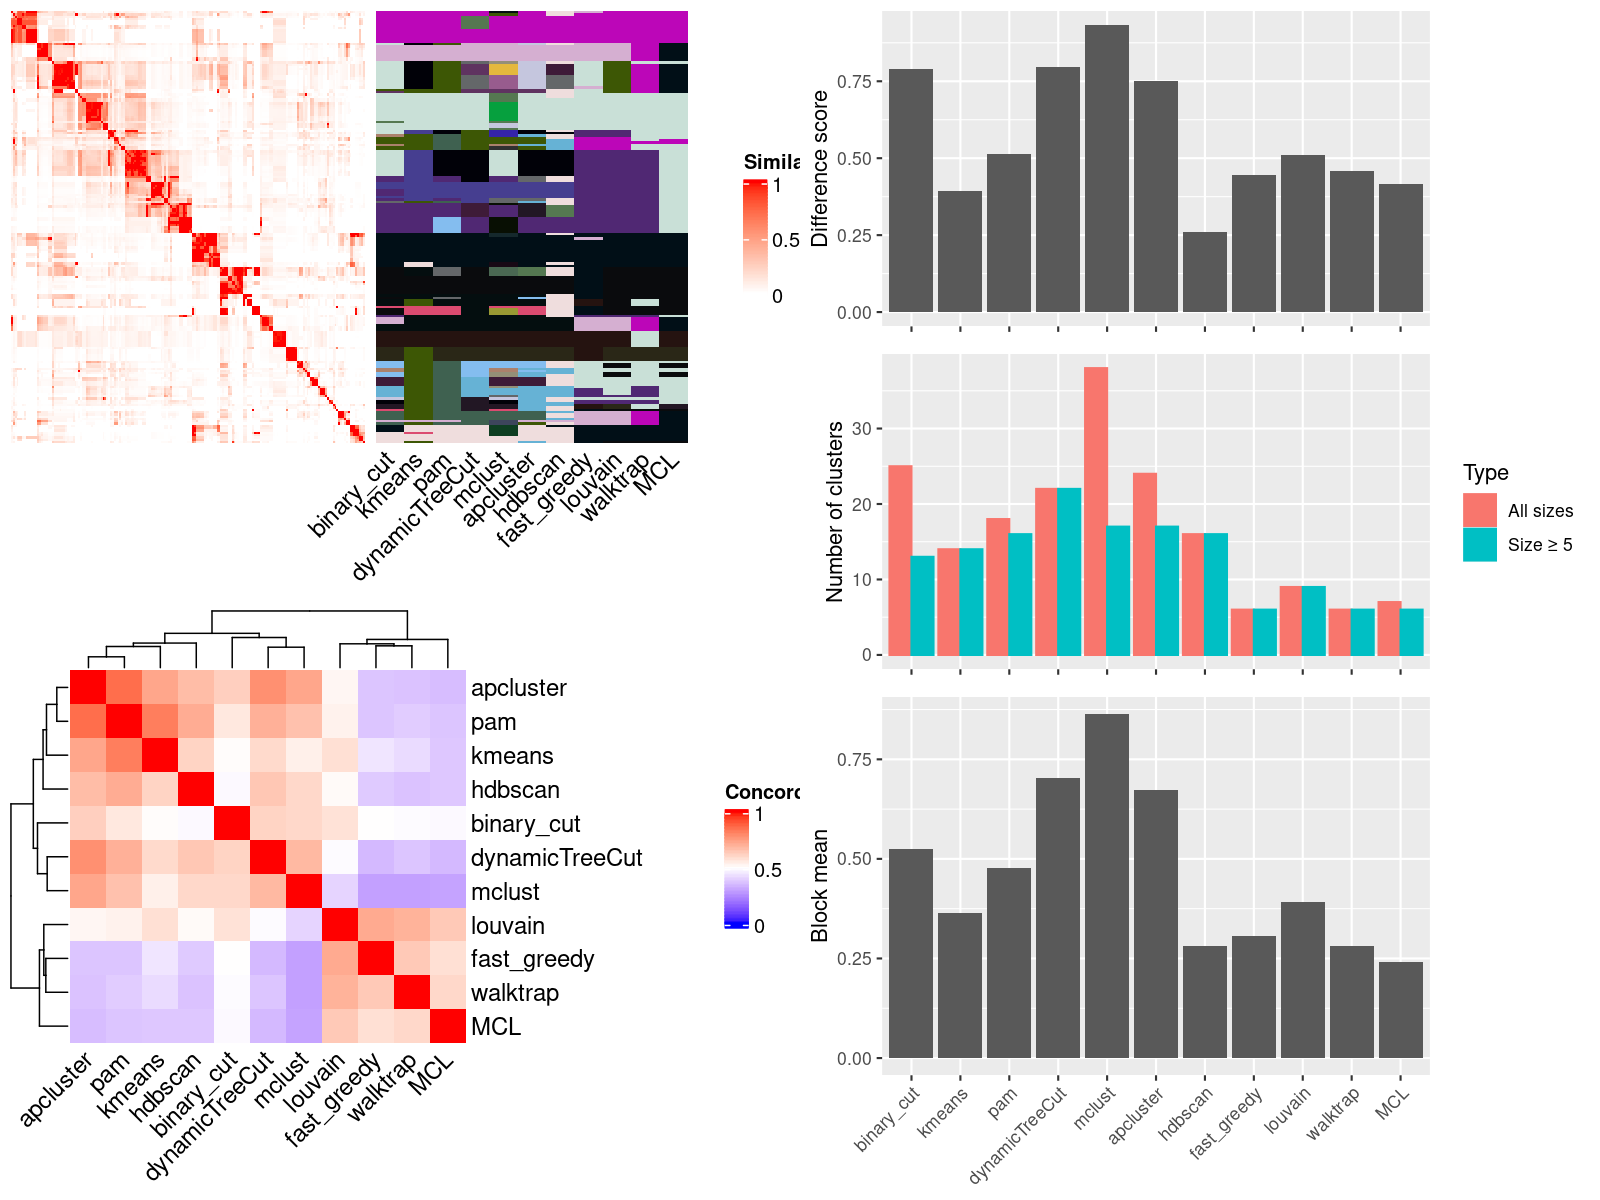 Simila
1
0.5
0
binary_cut
kmeans
pam
dynamicTreeCut
mclust
apcluster
hdbscan
fast_greedy
louvain
walktrap
MCL
apcluster
pam
kmeans
hdbscan
binary_cut
dynamicTreeCut
mclust
louvain
fast_greedy
walktrap
MCL
Concord
1
0.5
0
apcluster
pam
kmeans
hdbscan
binary_cut
dynamicTreeCut
mclust
louvain
fast_greedy
walktrap
MCL
Difference score
0.75
0.50
0.25
0.00
Number of clusters
30
20
10
0
Type
All sizes
Size ≥ 5
Block mean
0.75
0.50
0.25
0.00
binary_cut
kmeans
pam
dynamicTreeCut
mclust
apcluster
hdbscan
fast_greedy
louvain
walktrap
MCL